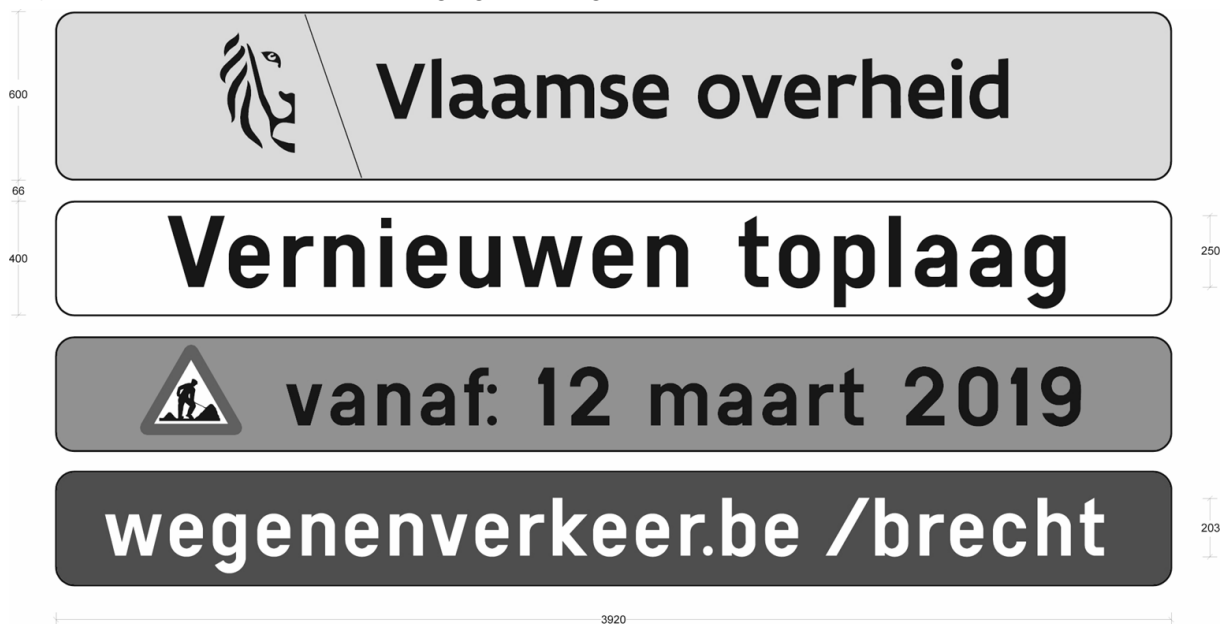 600
Vlaamse overheid
66
400
Vernieuwen toplaag
250
vanaf: 12 maart 2019
wegenenverkeer.be /brecht
203
3920